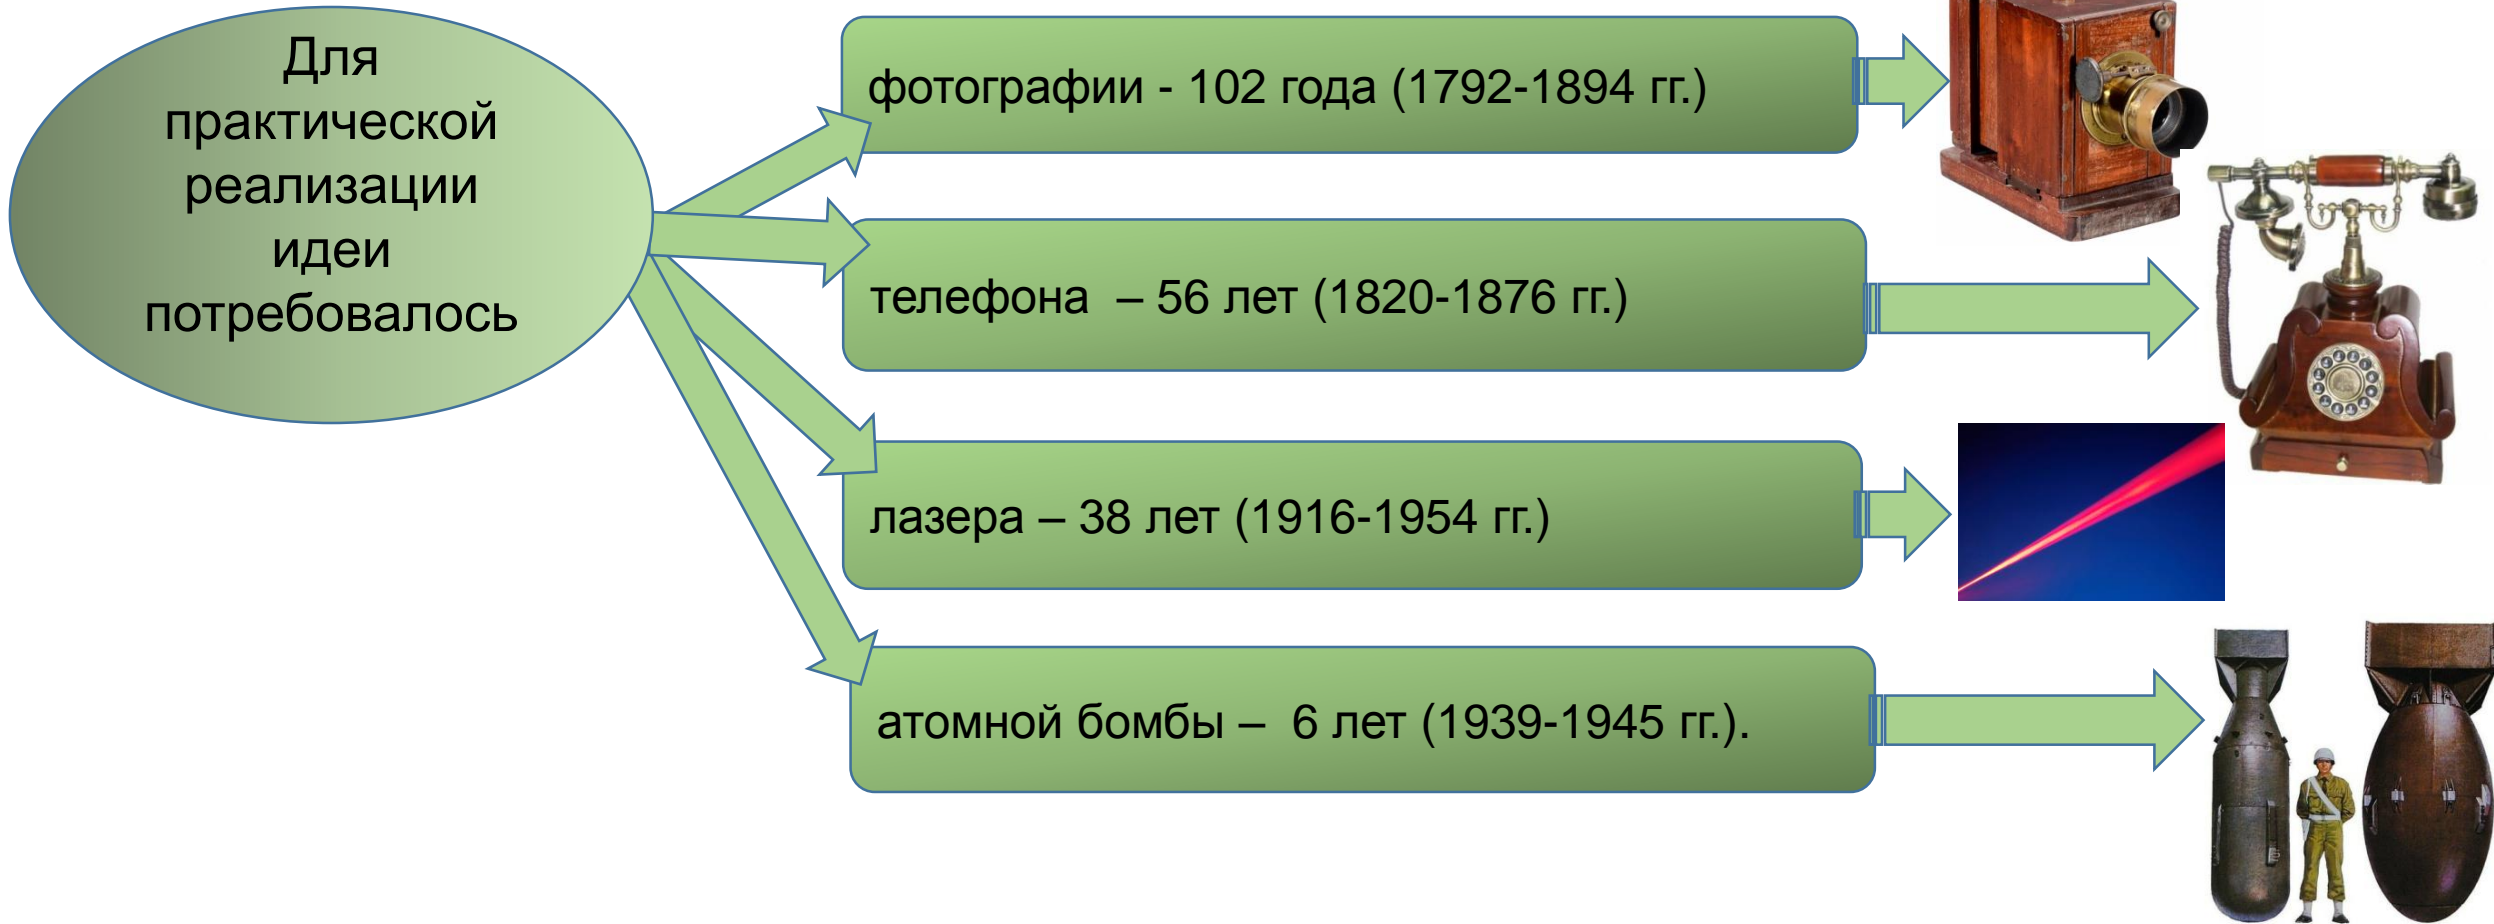 Для
практической
реализации
идеи
потребовалось
фотографии - 102 года (1792-1894 гг.)
телефона – 56 лет (1820-1876 гг.)
лазера – 38 лет (1916-1954 гг.)
атомной бомбы – 6 лет (1939-1945 гг.).